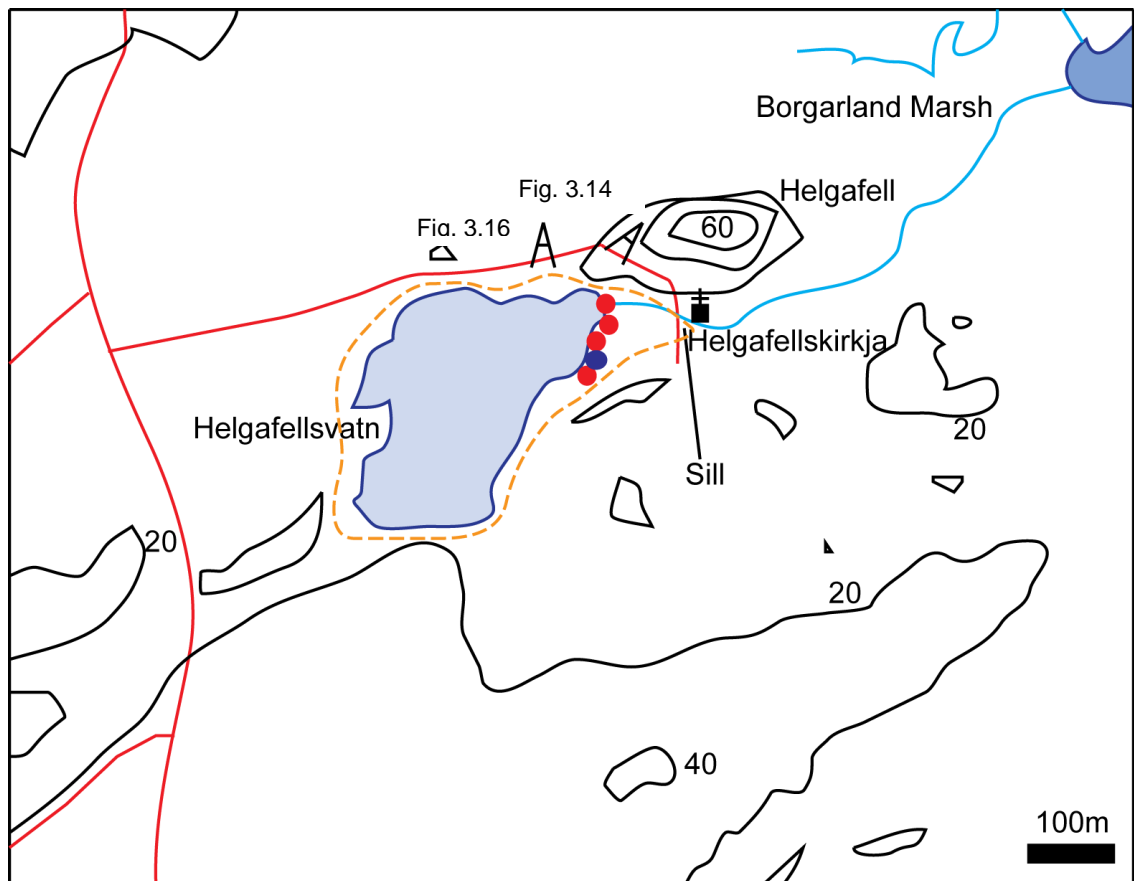 Borgarland Marsh
Fig. 3.14
Helgafell
Fig. 3.16
60
Helgafellskirkja
Helgafellsvatn
20
Sill
20
20
40
100m